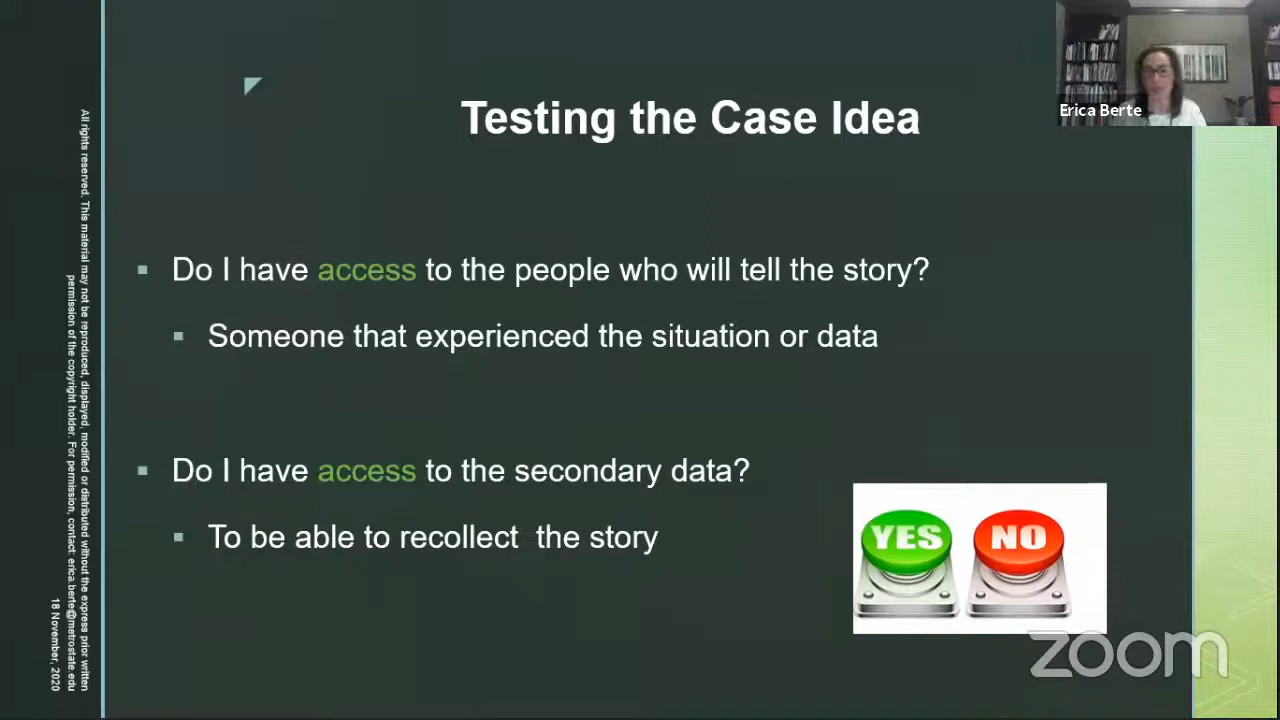 Testing the Case Idea
Erica Berte
Do I have access to the people who will tell the story?
Someone that experienced the situation or data
Do I have access to the secondary data?
To be able to recollect  the story
YES NO
zoom
All rights reserved. This material may not be reproduced, displayed, modified or distributed without the express prior written
permission of the copyright holder. For permission, contact: erica.berte@metrostate.edu
18 November, 2020